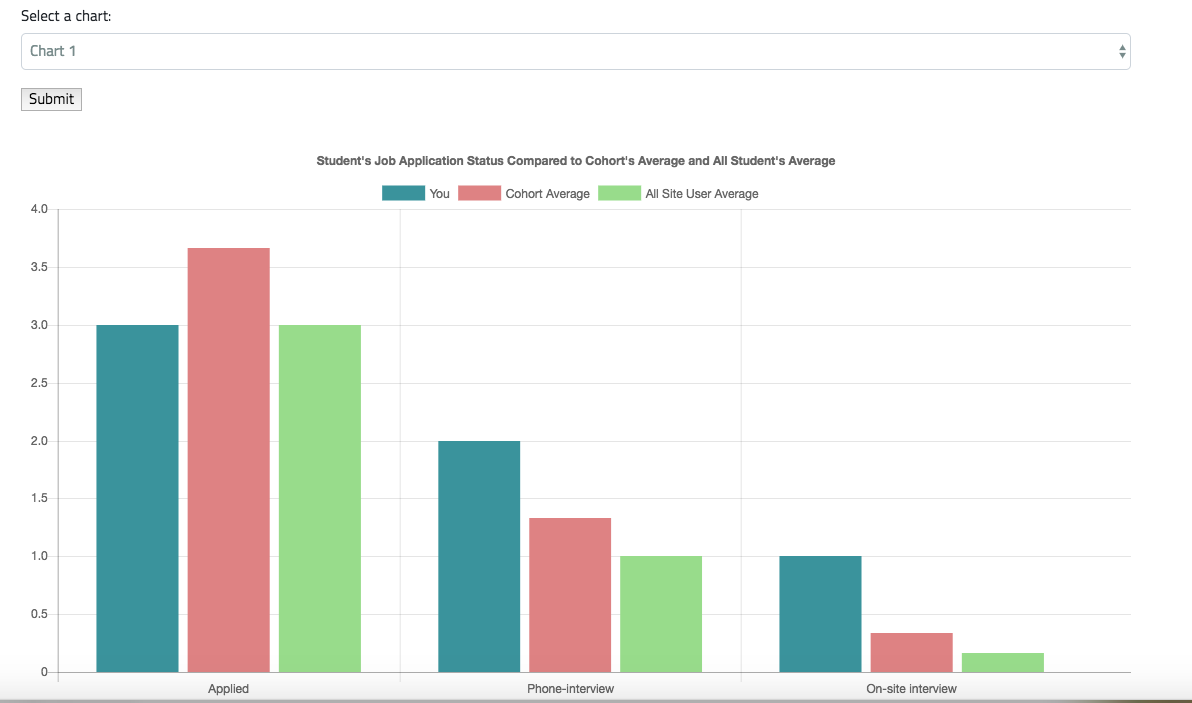 Select a chart:
Chart 1
Submit
Student's Job Application Status Compared to Cohort's Average and All Student's Average
You Cohort Average All Site User Average
4.0
3.5
3.0
2.5
2.0
1.5
1.0
0.5
0
Applied Phone-interview On-site interview